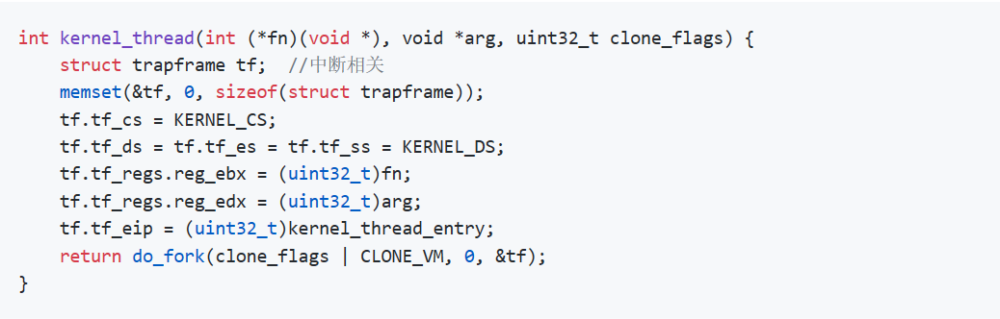 int kernel_thread(int (*fn)(void *), void *arg, uint32_t clone_flags) {
    struct trapframe tf;  //中断相关
    memset(&tf, 0, sizeof(struct trapframe));
    tf.tf_cs = KERNEL_CS;
    tf.tf_ds = tf.tf_es = tf.tf_ss = KERNEL_DS;
    tf.tf_regs.reg_ebx = (uint32_t)fn;
    tf.tf_regs.reg_edx = (uint32_t)arg;
    tf.tf_eip = (uint32_t)kernel_thread_entry;
    return do_fork(clone_flags | CLONE_VM, 0, &tf);
}